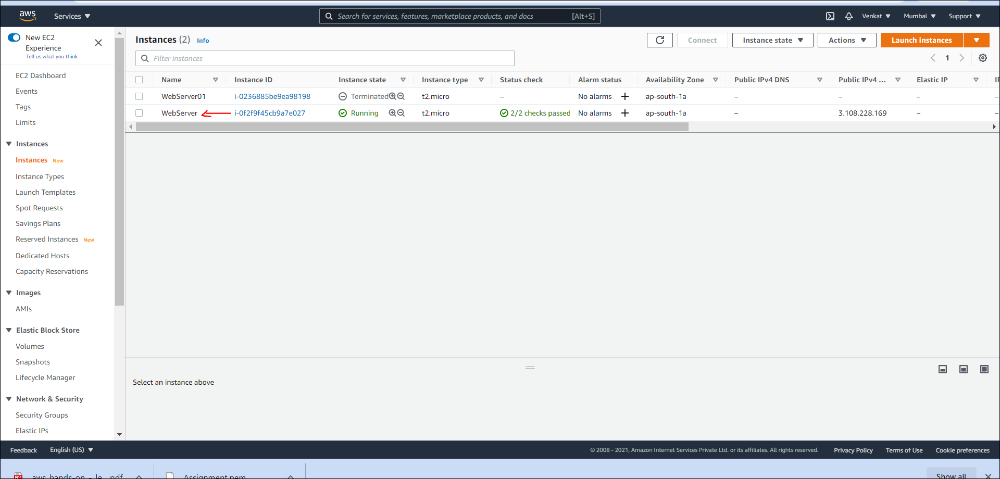 aws Services Search for services, features, marketplace products, and docs [Alt+S] Venkat Mumbai Support
New EC2
Experience
Tell us what you think
EC2 Dashboard
Events
Tags
Limits
Instances
Instances New
Instance Types
Launch Templates
Spot Requests
Savings Plans
Reserved Instances New
Dedicated Hosts
Capacity Reservations
Images
AMIs
Elastic Block Store
Volumes
Snapshots
Lifecycle Manager
Network & Security
Security Groups
Elastic IPs
Instances (2) Info Connect Instance state Actions Launch instances
Filter instances 1
Name Instance ID Instance state Instance type Status check Alarm status Availability Zone Public IPv4 DNS Public IPv4 ... Elastic IP
WebServer01 i-0236885be9ea98198 Terminated t2.micro – No alarms + ap-south-1a – – – –
WebServer i-0f2f9f45cb9a7e027 Running t2.micro 2/2 checks passed No alarms + ap-south-1a – 3.108.228.169 – –
Select an instance above
Feedback English (US) © 2008 - 2021, Amazon Internet Services Private Ltd. or its affiliates. All rights reserved. Privacy Policy Terms of Use Cookie preferences
PDF aws_hands-on_-_le....pdf Assignment.pem Show all